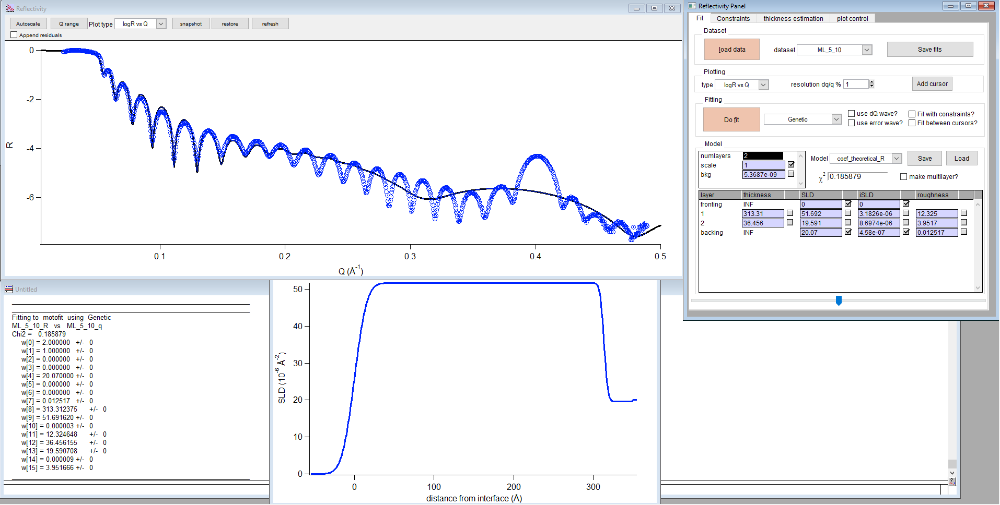 Reflectivity
Autoscale Q range Plot type logR vs Q snapshot restore refresh
Append residuals
0
-2
-4
-6
R
0.1 0.2 0.3 0.4 0.5
Q (Å-1)
Reflectivity Panel
Fit Constraints thickness estimation plot control
Dataset
load data dataset ML_5_10 Save fits
Plotting
type logR vs Q resolution dq/q % 1 Add cursor
Fitting
Do fit Genetic use dQ wave? Fit with constraints?
use error wave? Fit between cursors?
Model
numlayers 2
scale 1
bkg 5.3687e-09
Model coef_theoretical_R Save Load
χ2 0.185879 make multilayer?
layer thickness SLD iSLD roughness
fronting INF 0 0
1 313.31 51.692 3.1826e-06 12.325
2 36.456 19.591 8.6974e-06 3.9517
backing INF 20.07 4.58e-07 0.012517
Untitled
Fitting to motofit using Genetic
ML_5_10_R vs ML_5_10_q
Chi2 = 0.185879
w[0] = 2.000000 +/- 0
w[1] = 1.000000 +/- 0
w[2] = 0.000000 +/- 0
w[3] = 0.000000 +/- 0
w[4] = 20.070000 +/- 0
w[5] = 0.000000 +/- 0
w[6] = 0.000000 +/- 0
w[7] = 0.012517 +/- 0
w[8] = 313.312375 +/- 0
w[9] = 51.691620 +/- 0
w[10] = 0.000003 +/- 0
w[11] = 12.324648 +/- 0
w[12] = 36.456155 +/- 0
w[13] = 19.590708 +/- 0
w[14] = 0.000009 +/- 0
w[15] = 3.951666 +/- 0
50
40
30
20
10
0
SLD (10-6 Å-2)
0 100 200 300
distance from interface (Å)